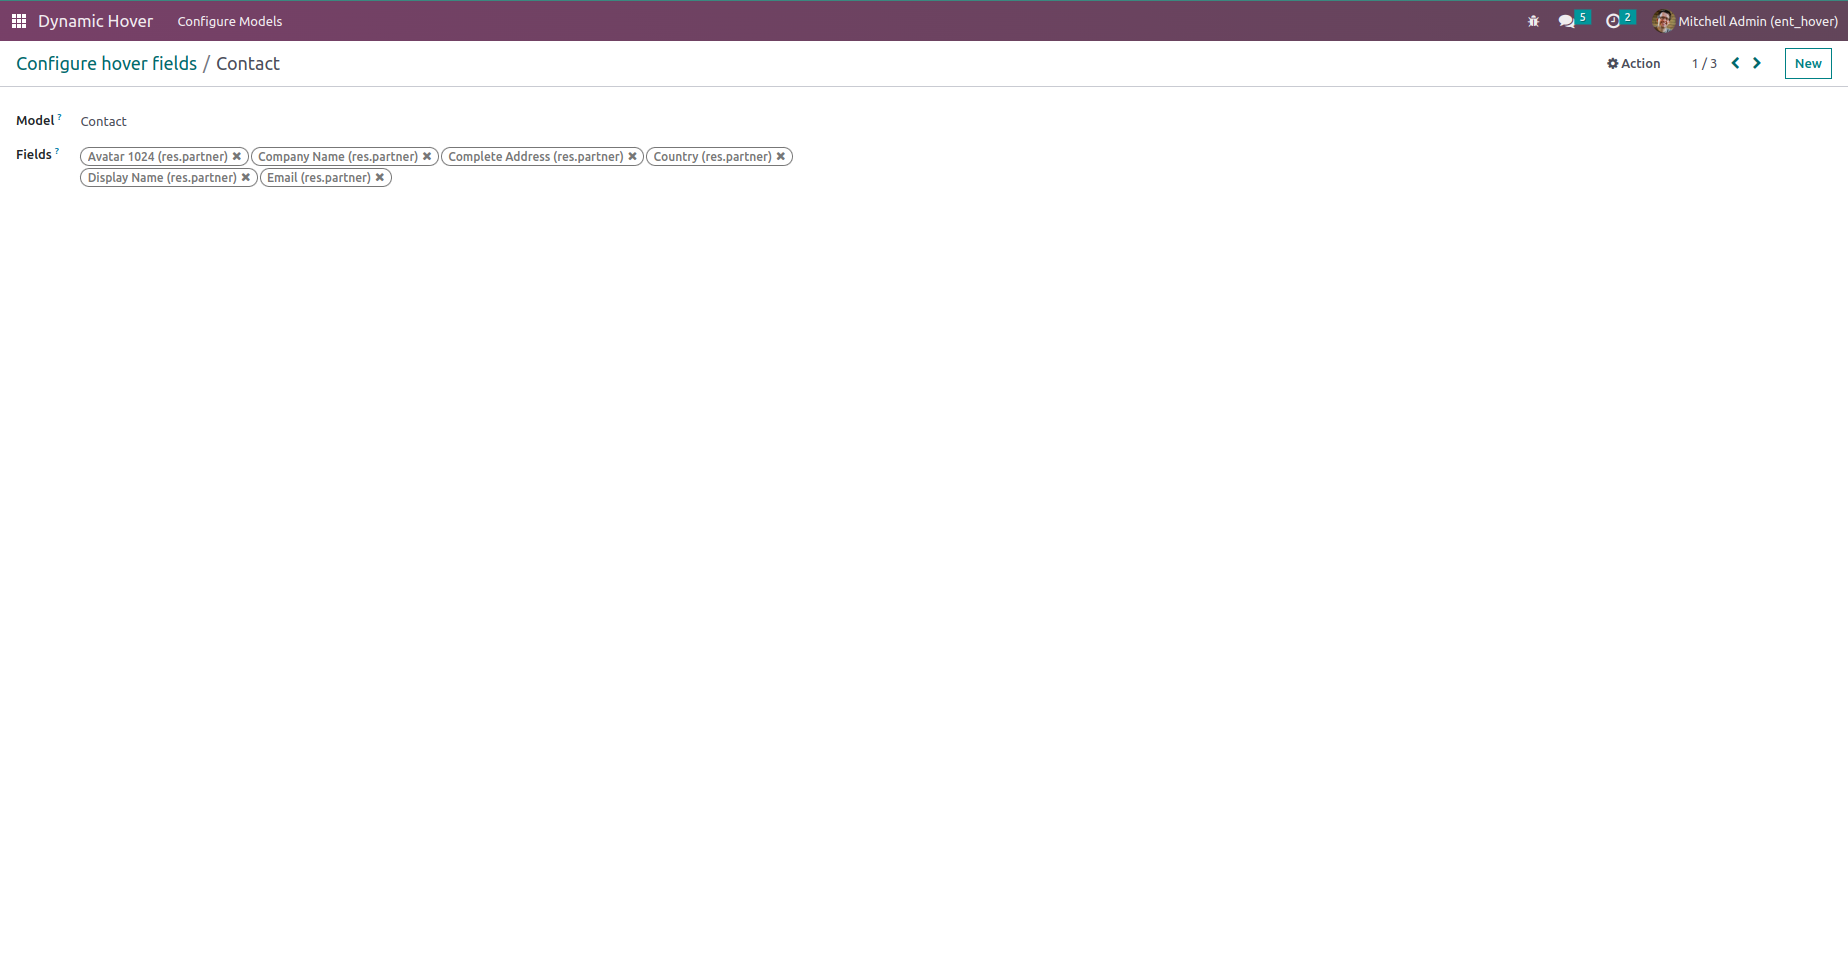 Dynamic Hover Configure Models 5 2 Mitchell Admin (ent_hover)
Configure hover fields / Contact Action 1 / 3 New
Model ? Contact
Fields ? Avatar 1024 (res.partner) Company Name (res.partner) Complete Address (res.partner) Country (res.partner)
Display Name (res.partner) Email (res.partner)